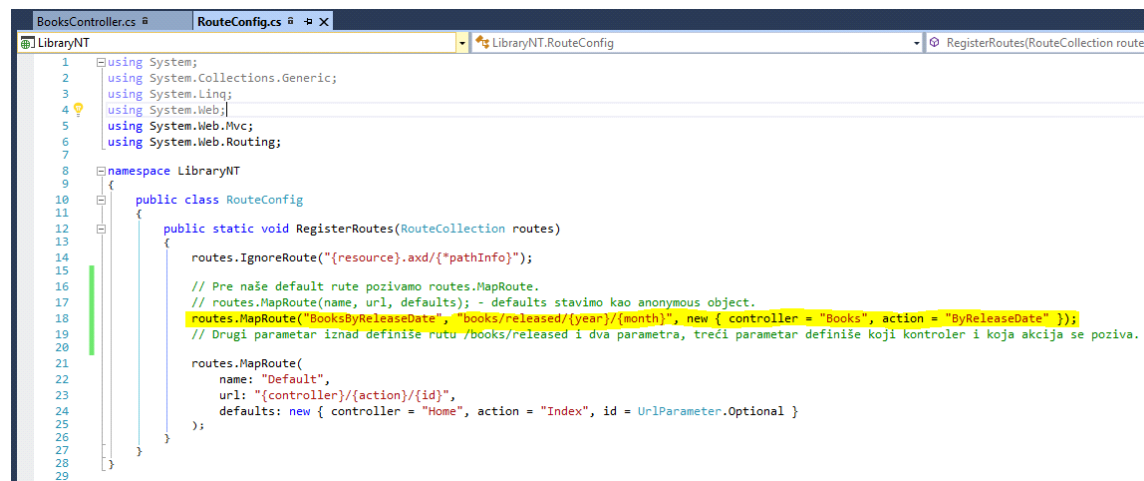 BooksController.cs RouteConfig.cs
LibraryNT LibraryNT.RouteConfig RegisterRoutes(RouteCollection route
1 using System;
2 using System.Collections.Generic;
3 using System.Linq;
4 using System.Web;
5 using System.Web.Mvc;
6 using System.Web.Routing;
7
8 namespace LibraryNT
9 {
10 public class RouteConfig
11 {
12 public static void RegisterRoutes(RouteCollection routes)
13 {
14 routes.IgnoreRoute("{resource}.axd/{*pathInfo}");
15
16 // Pre naše default rute pozivamo routes.MapRoute.
17 // routes.MapRoute(name, url, defaults); - defaults stavimo kao anonymous object.
18 routes.MapRoute("BooksByReleaseDate", "books/released/{year}/{month}", new { controller = "Books", action = "ByReleaseDate" });
19 // Drugi parametar iznad definiše rutu /books/released i dva parametra, treći parametar definiše koji kontroler i koja akcija se poziva.
20
21 routes.MapRoute(
22 name: "Default",
23 url: "{controller}/{action}/{id}",
24 defaults: new { controller = "Home", action = "Index", id = UrlParameter.Optional }
25 );
26 }
27 }
28 }
29